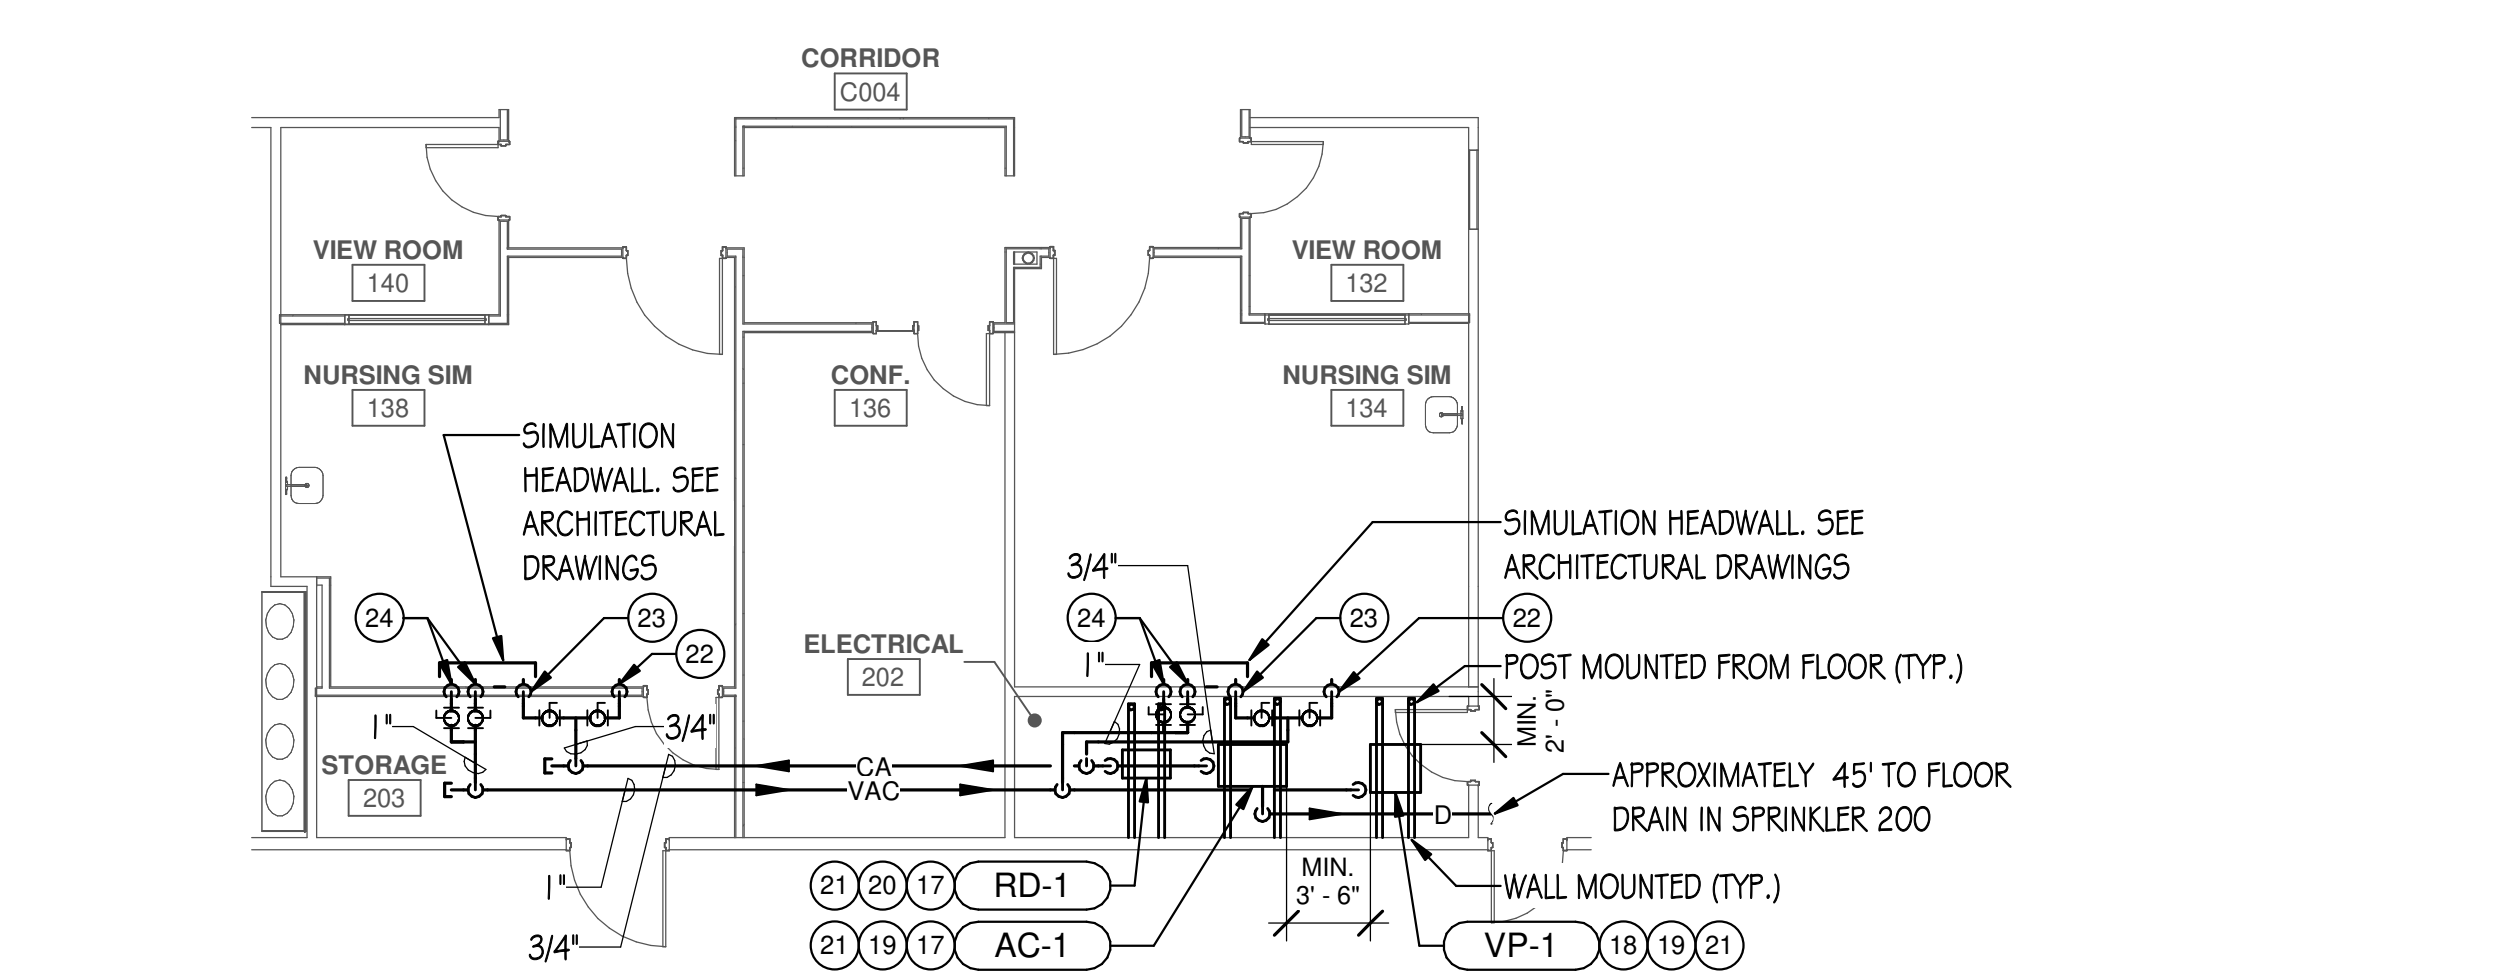 CORRIDOR
C004
VIEW ROOM
140
VIEW ROOM
132
NURSING SIM
138
CONF.
136
NURSING SIM
134
SIMULATION
HEADWALL. SEE
ARCHITECTURAL
DRAWINGS
SIMULATION HEADWALL. SEE
ARCHITECTURAL DRAWINGS
3/4"
24
23
22
24
23
22
ELECTRICAL
202
1"
POST MOUNTED FROM FLOOR (TYP.)
MIN.
2' - 0"
1"
3/4"
STORAGE
203
CA
VAC
D
APPROXIMATELY 45' TO FLOOR
DRAIN IN SPRINKLER 200
1"
3/4"
21 20 17 RD-1
MIN.
3' - 6"
WALL MOUNTED (TYP.)
21 19 17 AC-1
VP-1 18 19 21